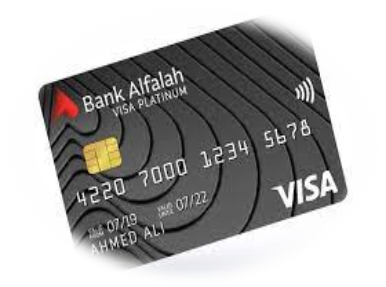 Bank Alfalah
VISA PLATINUM
4220 7000 1234 5678
07/19 07/22
AHMED ALI
VISA